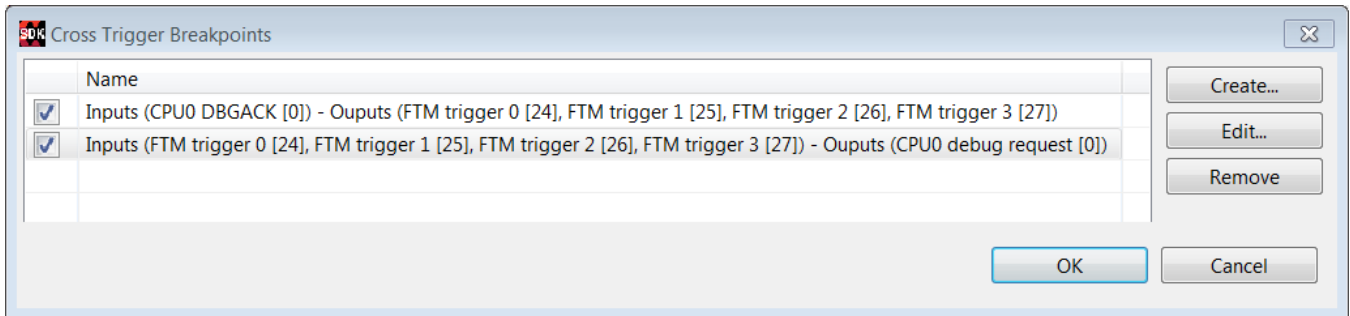 SDK Cross Trigger Breakpoints
Name
Inputs (CPU0 DBGACK [0]) - Ouputs (FTM trigger 0 [24], FTM trigger 1 [25], FTM trigger 2 [26], FTM trigger 3 [27])
Inputs (FTM trigger 0 [24], FTM trigger 1 [25], FTM trigger 2 [26], FTM trigger 3 [27]) - Ouputs (CPU0 debug request [0])
Create...
Edit...
Remove
OK
Cancel